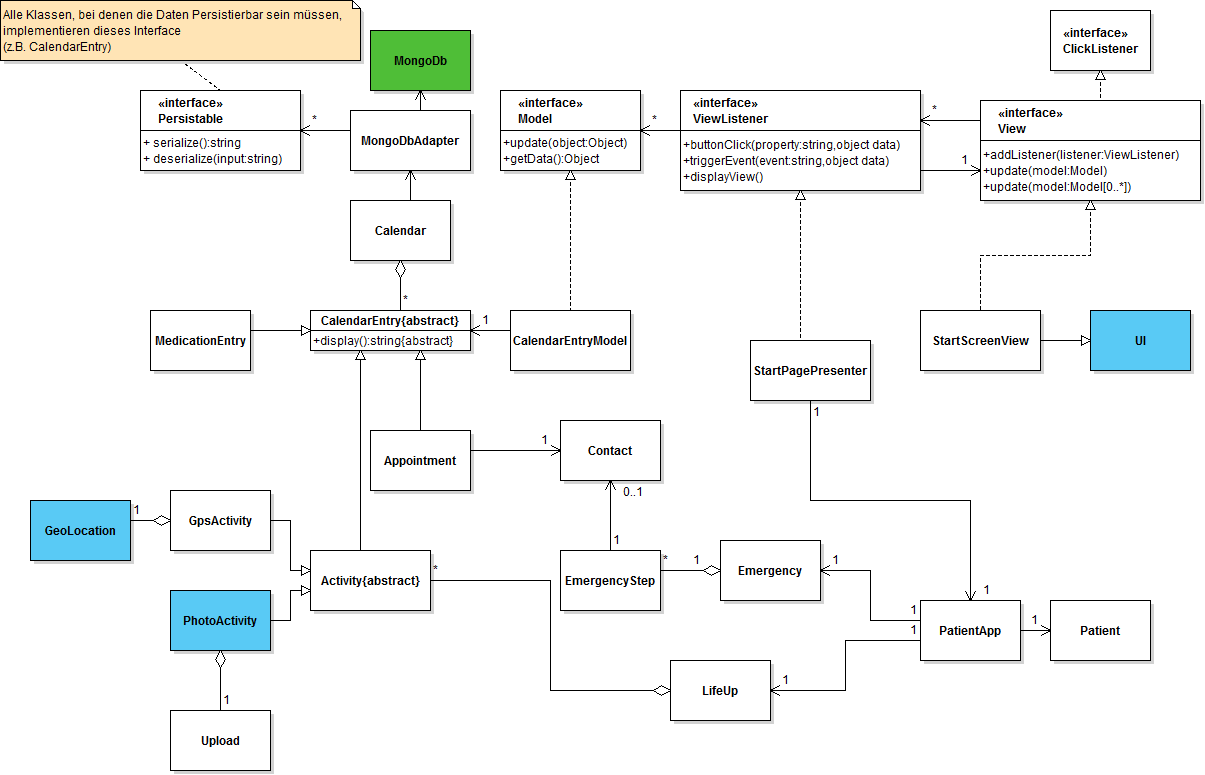 Alle Klassen, bei denen die Daten Persistierbar sein müssen,
implementieren dieses Interface
(z.B. CalendarEntry)
MongoDb
«interface»
ClickListener
«interface»
Persistable
+ serialize():string
+ deserialize(input:string)
*
MongoDbAdapter
«interface»
Model
+update(object:Object)
+getData():Object
*
«interface»
ViewListener
+buttonClick(property:string,object data)
+triggerEvent(event:string,object data)
+displayView()
*
1
«interface»
View
+addListener(listener:ViewListener)
+update(model:Model)
+update(model:Model[0..*])
Calendar
*
MedicationEntry
CalendarEntry{abstract}
+display():string{abstract}
1
CalendarEntryModel
StartPagePresenter
1
StartScreenView
UI
Appointment
1
Contact
0..1
GeoLocation
1
GpsActivity
Activity{abstract}
*
PhotoActivity
1
Upload
1
EmergencyStep
*
1
Emergency
1
1
1
1
PatientApp
1
Patient
LifeUp
1